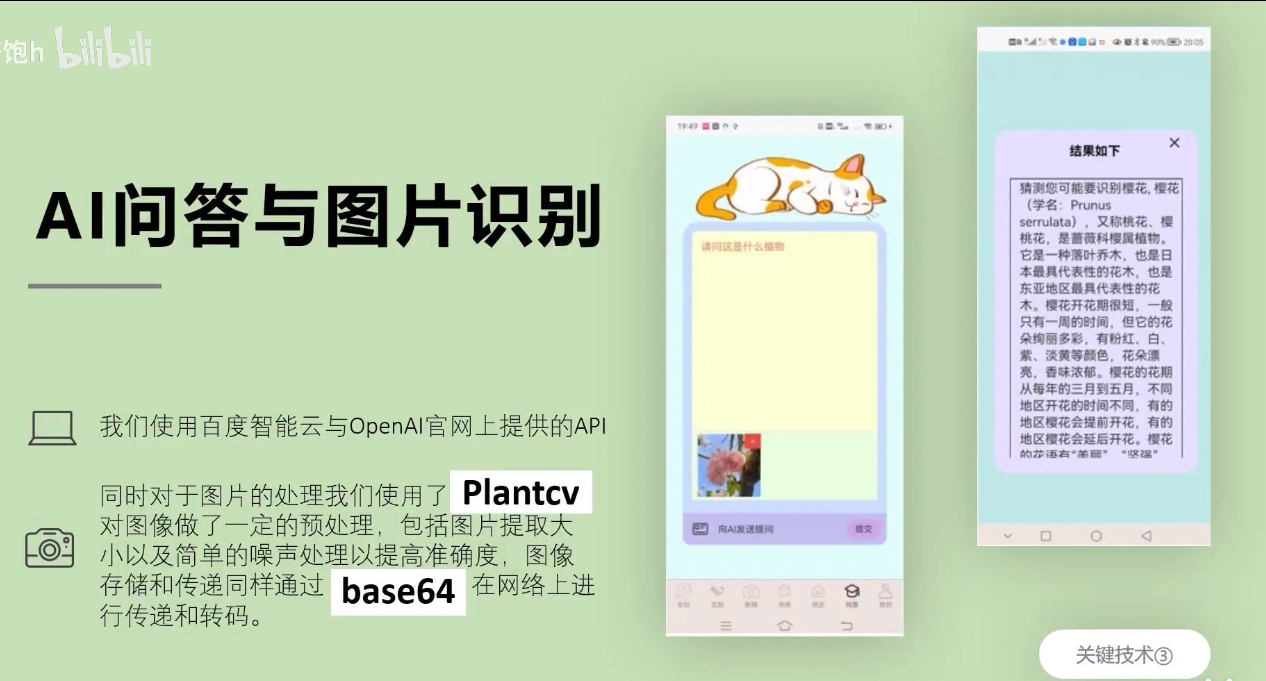 饱h bilibili
AI问答与图片识别
我们使用百度智能云与OpenAI官网上提供的API
同时对于图片的处理我们使用了 Plantcv
对图像做了一定的预处理，包括图片提取大
小以及简单的噪声处理以提高准确度，图像
存储和传递同样通过 base64 在网络上进
行传递和转码。
19:49
请问这是什么植物
向AI发送提问
提交
90% 20:05
结果如下
猜测您可能要识别樱花, 樱花
（学名：Prunus
serrulata），又称桃花、樱
桃花，是蔷薇科樱属植物。
它是一种落叶乔木，也是日
本最具代表性的花木，也是
东亚地区最具代表性的花
木。樱花开花期很短，一般
只有一周的时间，但它的花
朵绚丽多彩，有粉红、白、
紫、淡黄等颜色，花朵漂
亮，香味浓郁。樱花的花期
从每年的三月到五月，不同
地区开花的时间不同，有的
地区樱花会提前开花，有的
地区樱花会延后开花。樱花
的花语有“美丽”、“坚强”
关键技术③